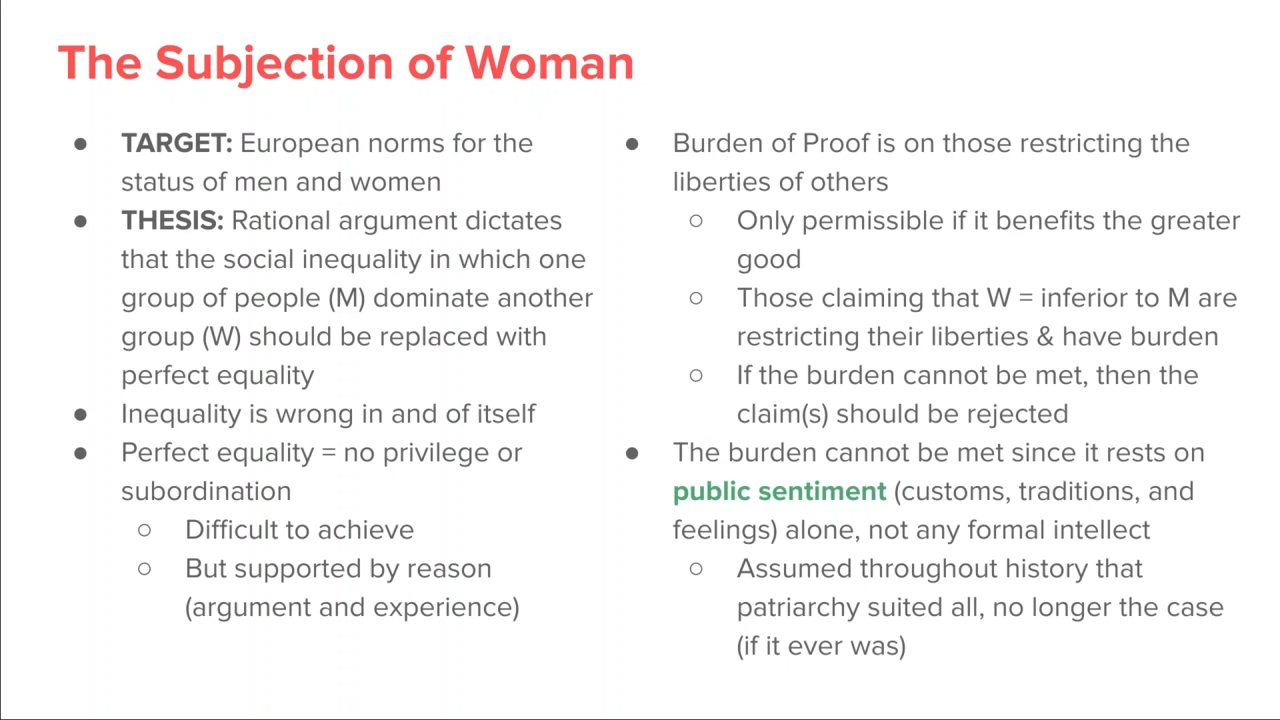 The Subjection of Woman
● TARGET: European norms for the
status of men and women
● THESIS: Rational argument dictates
that the social inequality in which one
group of people (M) dominate another
group (W) should be replaced with
perfect equality
● Inequality is wrong in and of itself
● Perfect equality = no privilege or
subordination
○ Difficult to achieve
○ But supported by reason
(argument and experience)
● Burden of Proof is on those restricting the
liberties of others
○ Only permissible if it benefits the greater
good
○ Those claiming that W = inferior to M are
restricting their liberties & have burden
○ If the burden cannot be met, then the
claim(s) should be rejected
● The burden cannot be met since it rests on
public sentiment (customs, traditions, and
feelings) alone, not any formal intellect
○ Assumed throughout history that
patriarchy suited all, no longer the case
(if it ever was)